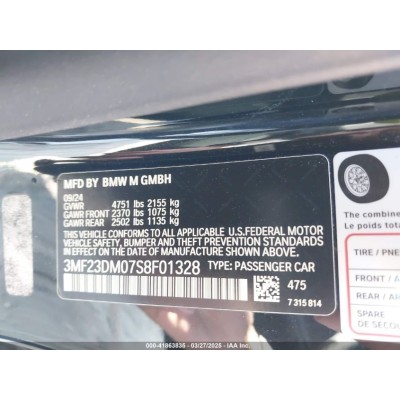 MFD BY BMW M GMBH
09/24
GVWR 4751 lbs 2155 kg
GAWR FRONT 2370 lbs 1075 kg
GAWR REAR 2502 lbs 1135 kg
THIS VEHICLE CONFORMS TO ALL APPLICABLE
U.S.FEDERAL MOTOR
VEHICLE SAFETY, BUMPER, AND THEFT
PREVENTION STANDARDS IN EFFECT ON THE
DATE OF MANUFACTURE SHOWN ABOVE.
3MF23DM07S8F01328 TYPE: PASSENGER CAR
475
7 315 814
The combine
Le poids tota
TIRE / PNE
FRONT / A
REAR / AR
SPARE
DE SECOU
000-41963835 - 03/27/2025 - IAA Inc.